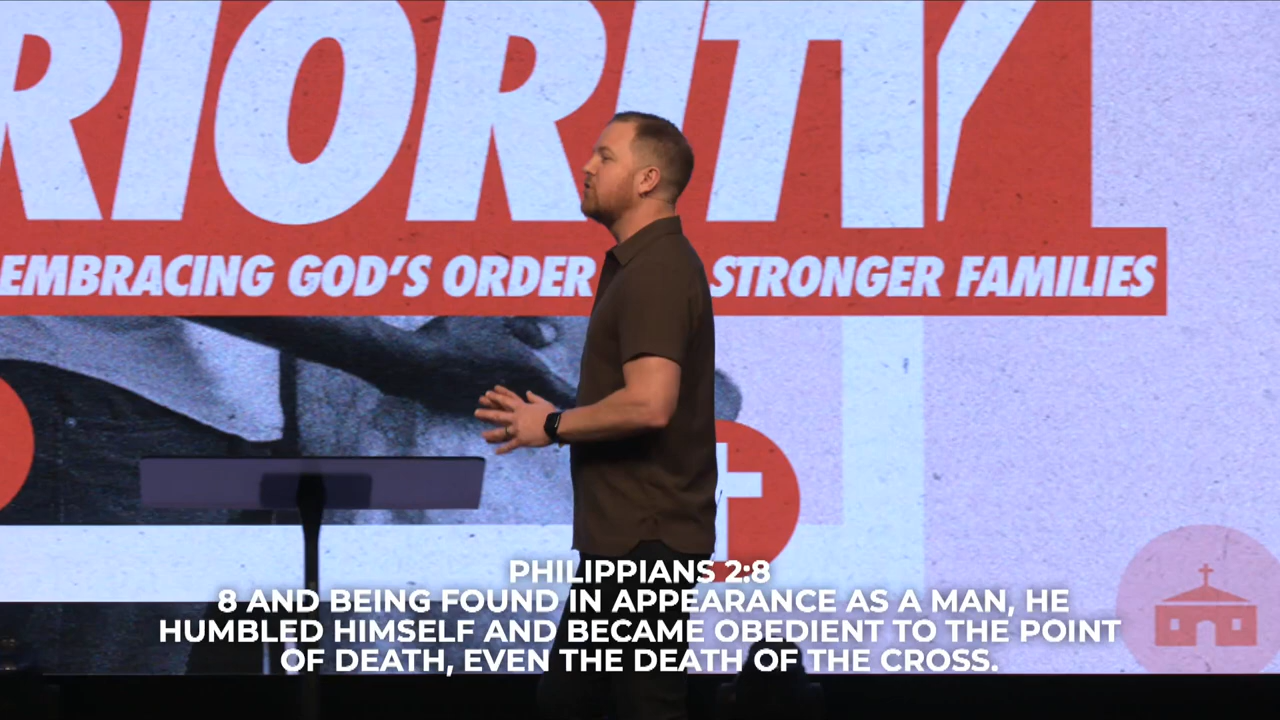 RIORITY
EMBRACING GOD'S ORDER STRONGER FAMILIES
PHILIPPIANS 2:8
8 AND BEING FOUND IN APPEARANCE AS A MAN, HE
HUMBLED HIMSELF AND BECAME OBEDIENT TO THE POINT
OF DEATH, EVEN THE DEATH OF THE CROSS.